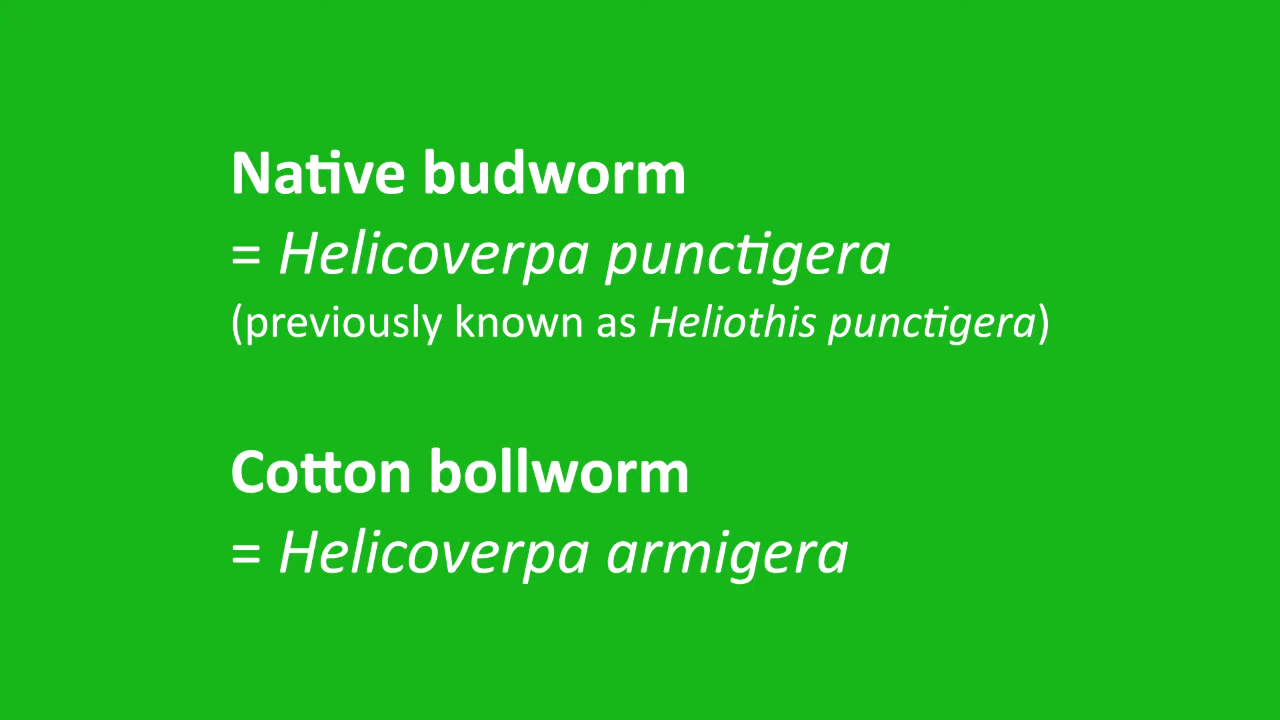 Native budworm
= Helicoverpa punctigera
(previously known as Heliothis punctigera)
Cotton bollworm
= Helicoverpa armigera